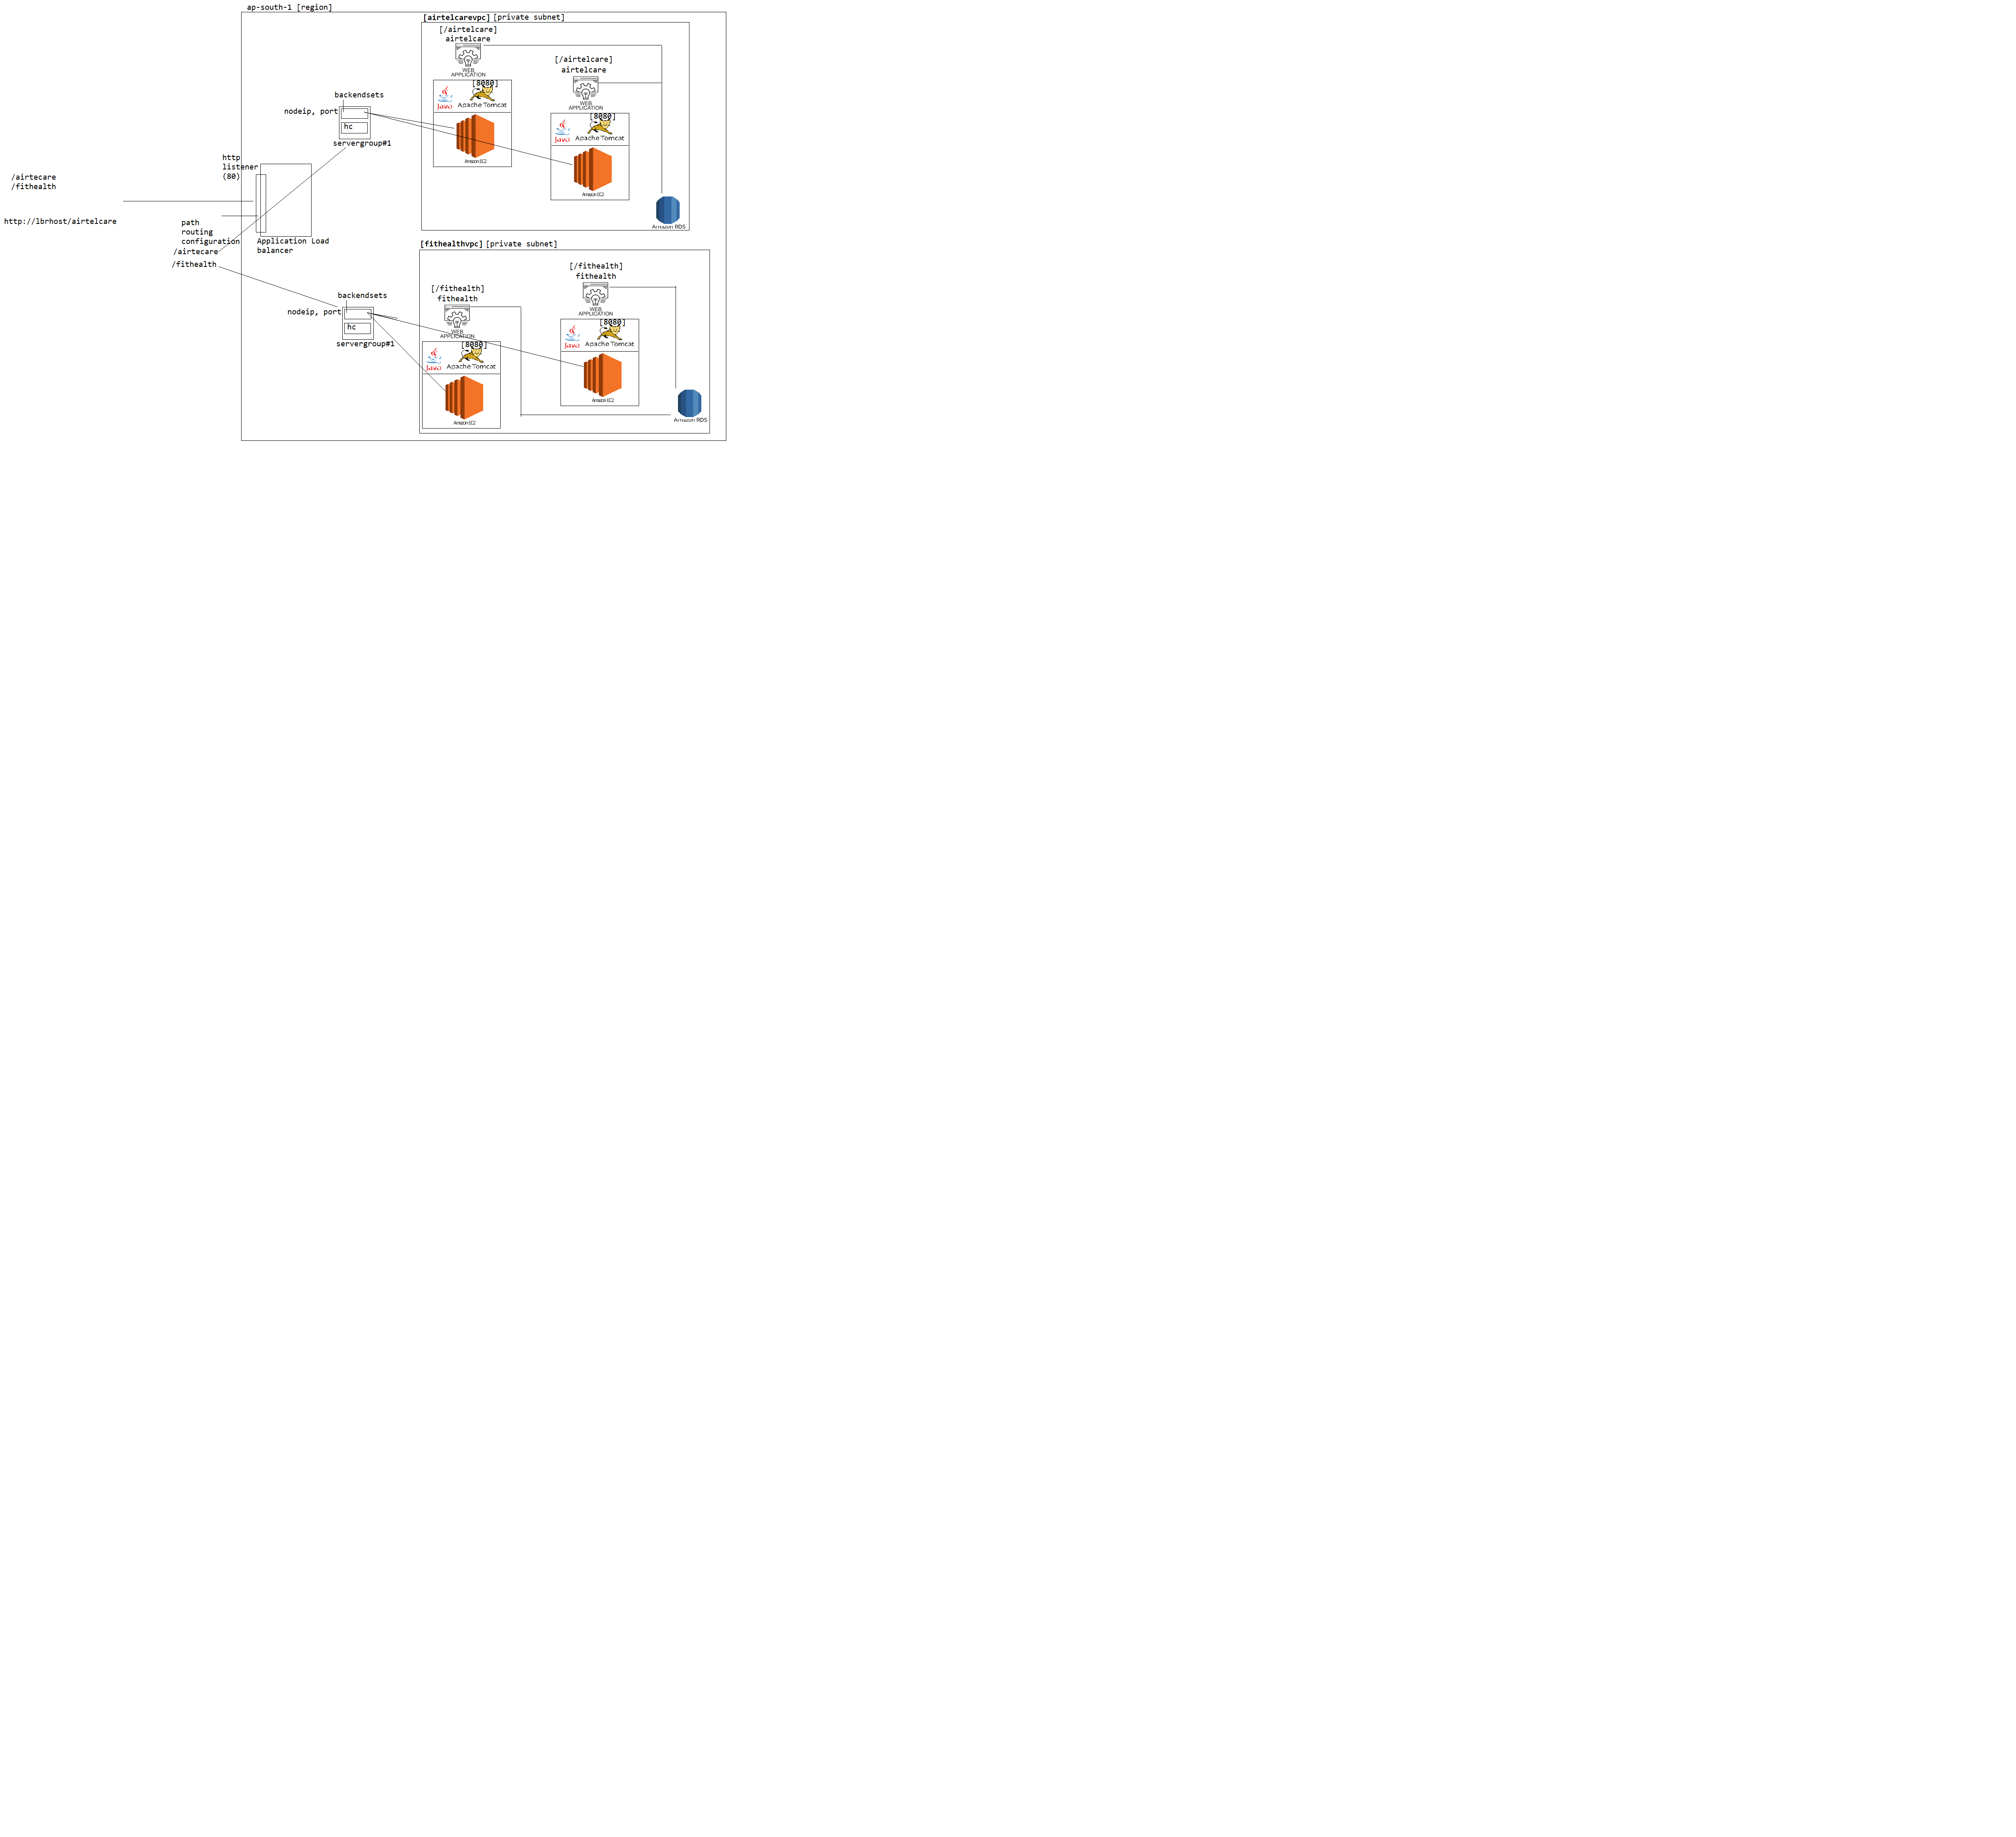 ap-south-1 [region]
[airtelcarevpc] [private subnet]
[/airtelcare]
airtelcare
WEB
APPLICATION
[8080]
Java
Apache Tomcat
Amazon EC2
[/airtelcare]
airtelcare
WEB
APPLICATION
[8080]
Java
Apache Tomcat
Amazon EC2
Amazon RDS
backendsets
nodeip, port
hc
servergroup#1
http
listener
(80)
/airtecare
/fithealth
http://lbrhost/airtelcare
path
routing
configuration
/airtecare
/fithealth
Application Load
balancer
[fithealthvpc] [private subnet]
backendsets
nodeip, port
hc
servergroup#1
[/fithealth]
fithealth
WEB
APPLICATION
[8080]
Java
Apache Tomcat
Amazon EC2
[/fithealth]
fithealth
WEB
APPLICATION
[8080]
Java
Apache Tomcat
Amazon EC2
Amazon RDS